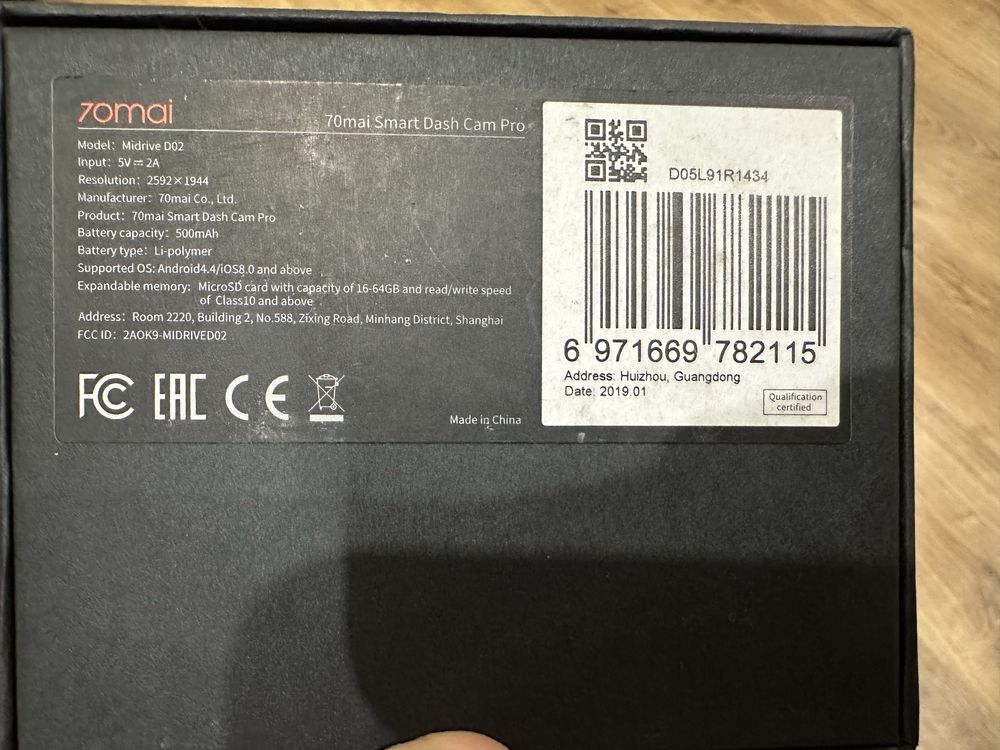 70mai
70mai Smart Dash Cam Pro
Model: Midrive D02
Input: 5V⎓2A
Resolution: 2592×1944
Manufacturer: 70mai Co., Ltd.
Product: 70mai Smart Dash Cam Pro
Battery capacity: 500mAh
Battery type: Li-polymer
Supported OS: Android4.4/iOS8.0 and above
Expandable memory: MicroSD card with capacity of 16-64GB and read/write speed
of Class10 and above
Address: Room 2220, Building 2, No.588, Zixing Road, Minhang District, Shanghai
FCC ID: 2AOK9-MIDRIVED02
FC EAC CE
Made in China
D05L91R1434
6 971669 782115
Address: Huizhou, Guangdong
Date: 2019.01
Qualification
certified